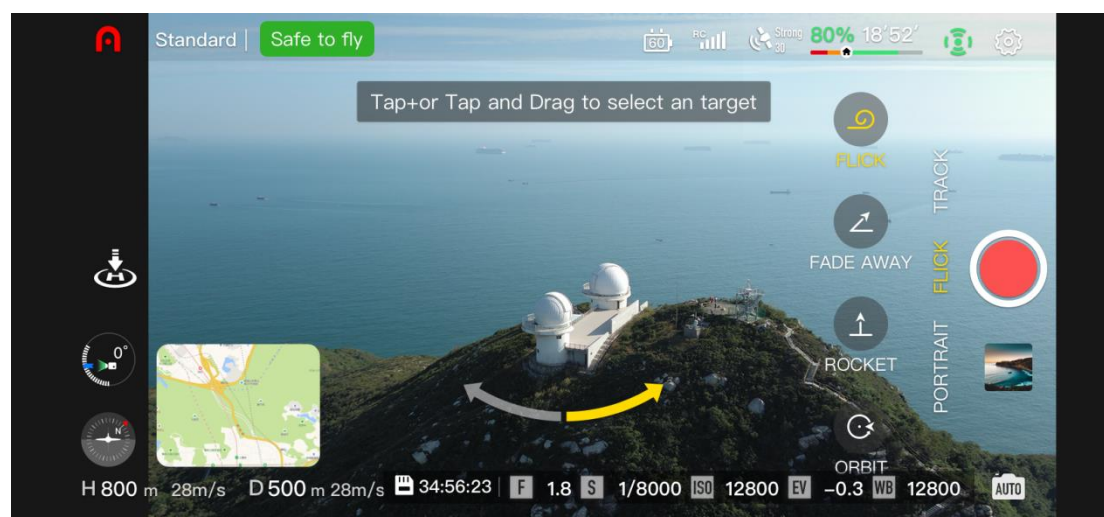 Standard | Safe to fly 60 RC Strong 30 80% 18′52″
Tap+or Tap and Drag to select an target
FLICK
TRACK
FADE AWAY
FLICK
0°
ROCKET
PORTRAIT
N
ORBIT
H 800 m 28m/s D 500 m 28m/s 34:56:23 F 1.8 S 1/8000 ISO 12800 EV −0.3 WB 12800 AUTO